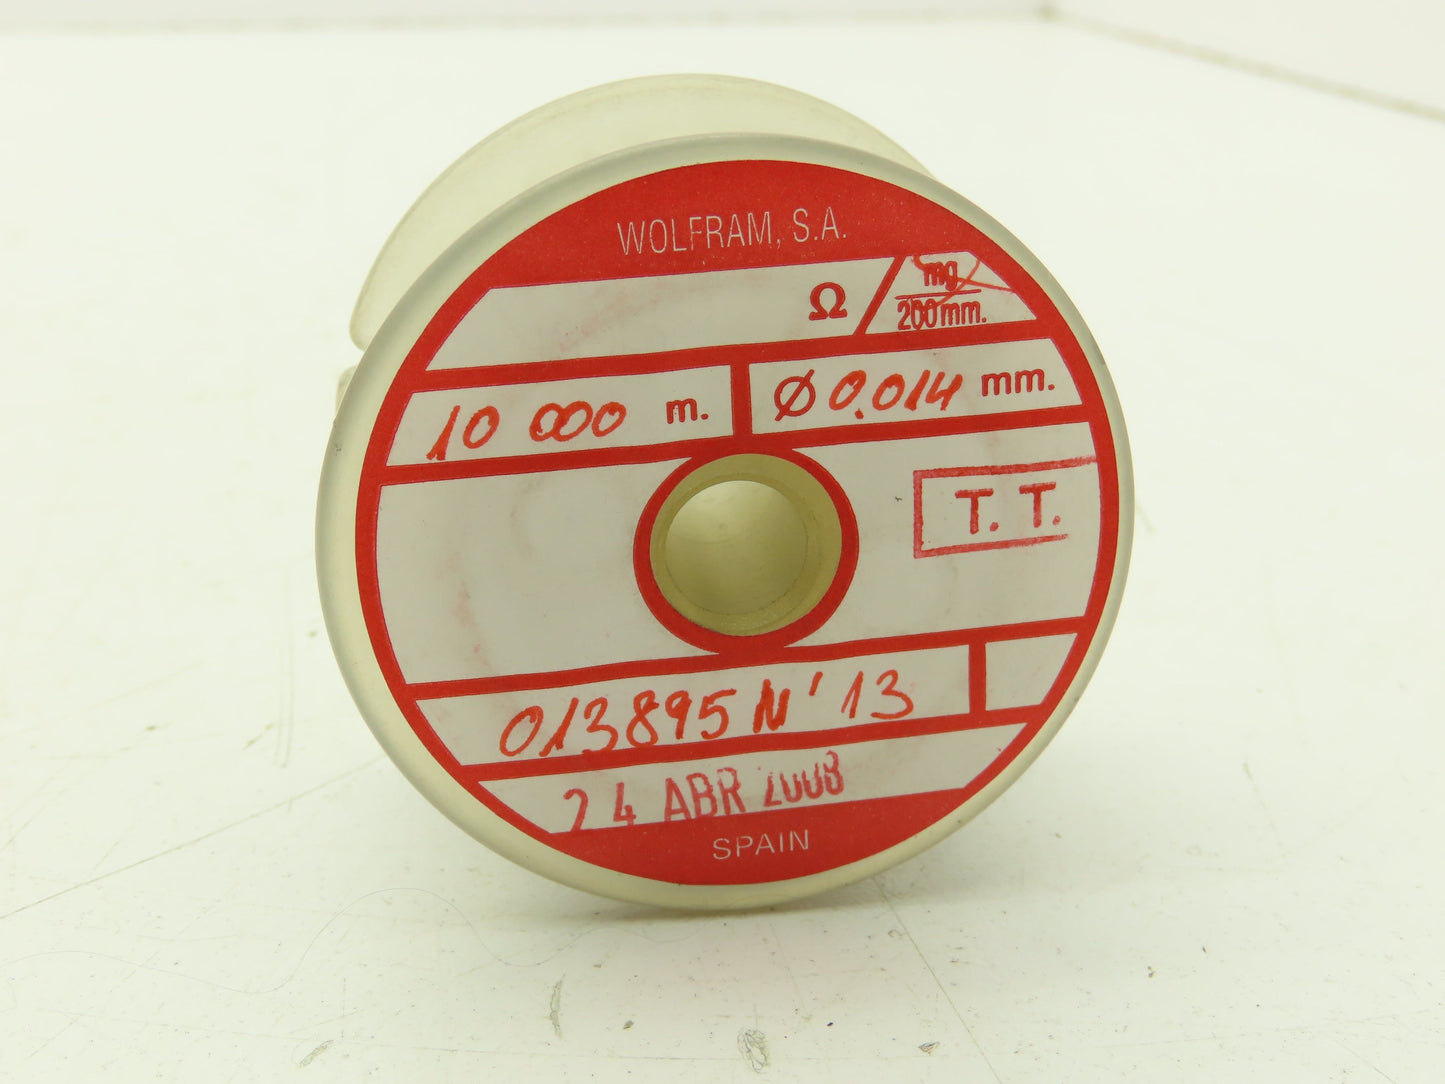 WOLFRAM, S.A.
Ω mg/200mm.
10 000 m. Ø 0.014 mm.
T. T.
013895 N' 13
24 ABR 2008
SPAIN